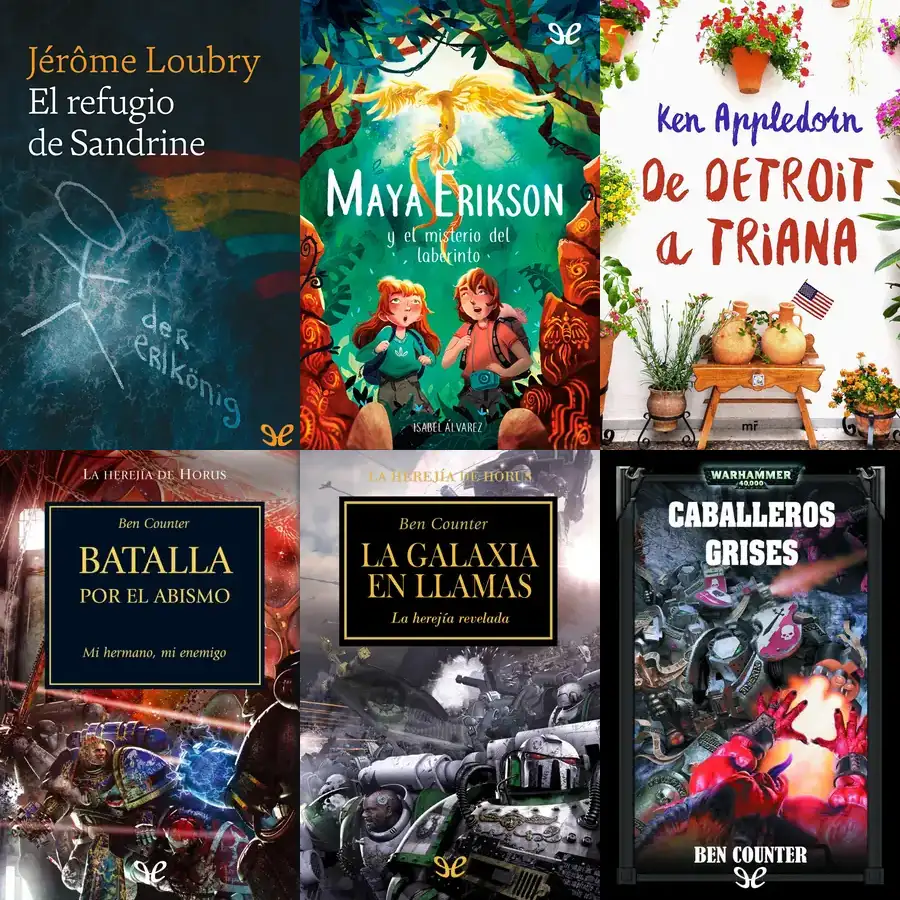 Jérôme Loubry
El refugio
de Sandrine
der
erlkönig
MAYA ERIKSON
y el misterio del
laberinto
ISABEL ÁLVAREZ
Ken Appledorn
De DETROIT
a TRIANA
mr
LA HEREJÍA DE HORUS
Ben Counter
BATALLA
POR EL ABISMO
Mi hermano, mi enemigo
LA HEREJÍA DE HORUS
Ben Counter
LA GALAXIA
EN LLAMAS
La herejía revelada
WARHAMMER
40,000
CABALLEROS
GRISES
BEN COUNTER